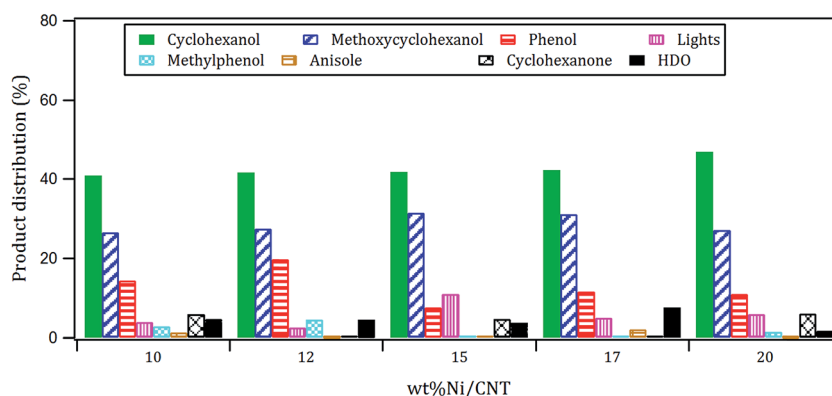 80
60
40
20
0
Product distribution (%)
Cyclohexanol Methoxycyclohexanol Phenol Lights
Methylphenol Anisole Cyclohexanone HDO
10 12 15 17 20
wt%Ni/CNT